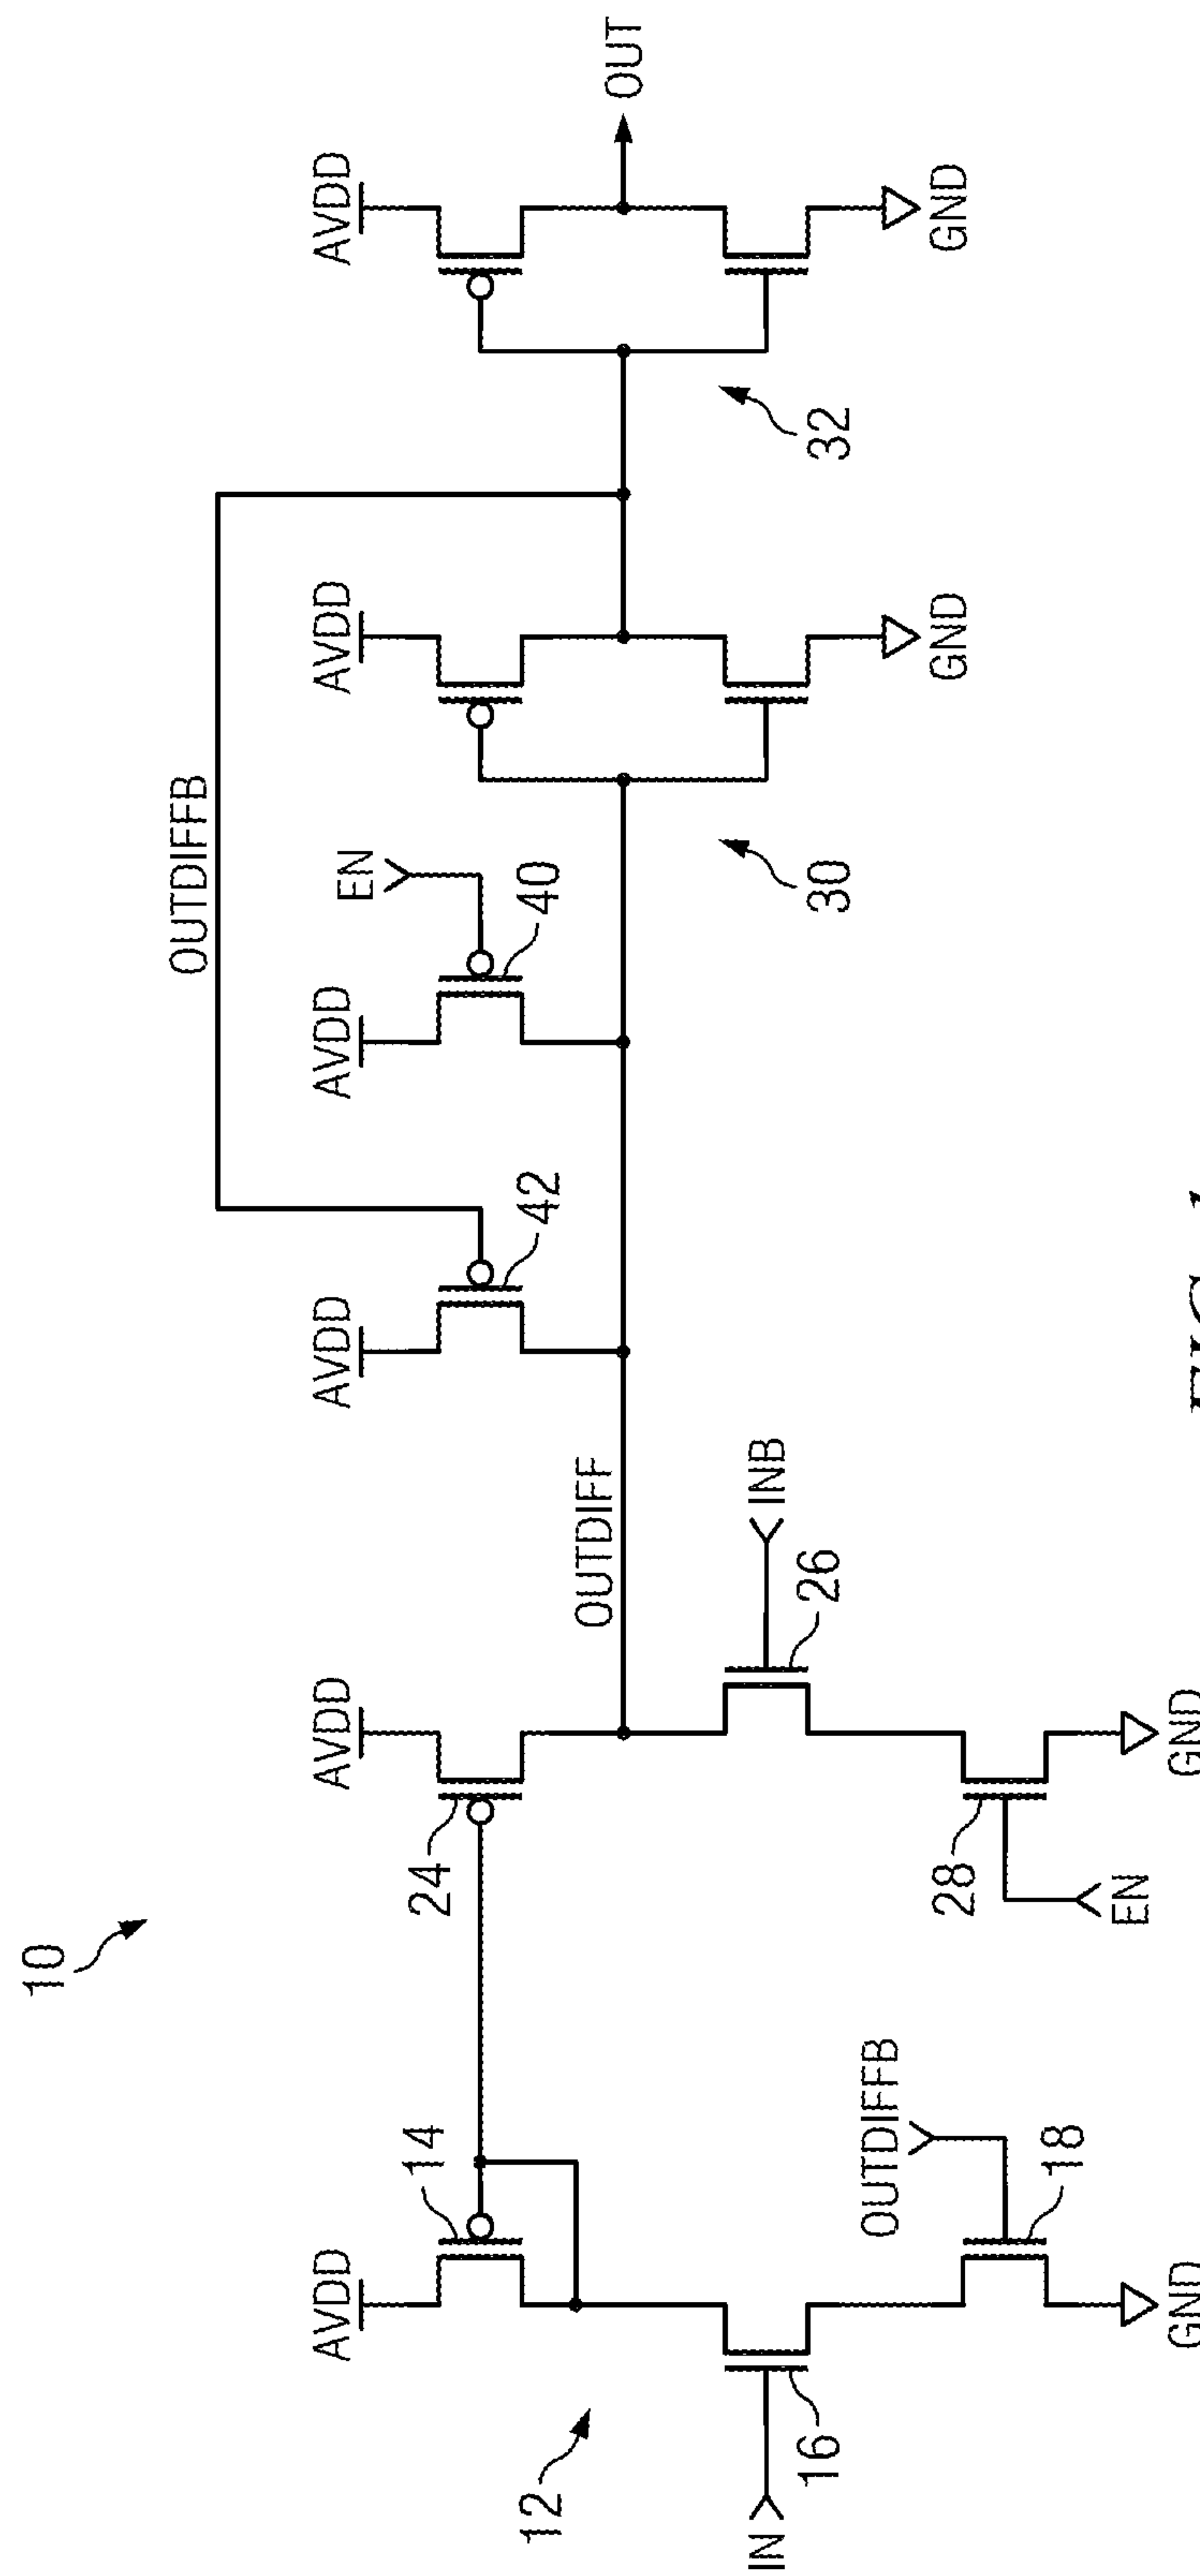 10
12
AVDD
14
IN
16
OUTDIFFB
18
GND
AVDD
24
OUTDIFF
INB
26
28
EN
GND
AVDD
42
OUTDIFFB
AVDD
EN
40
AVDD
30
GND
32
AVDD
OUT
GND